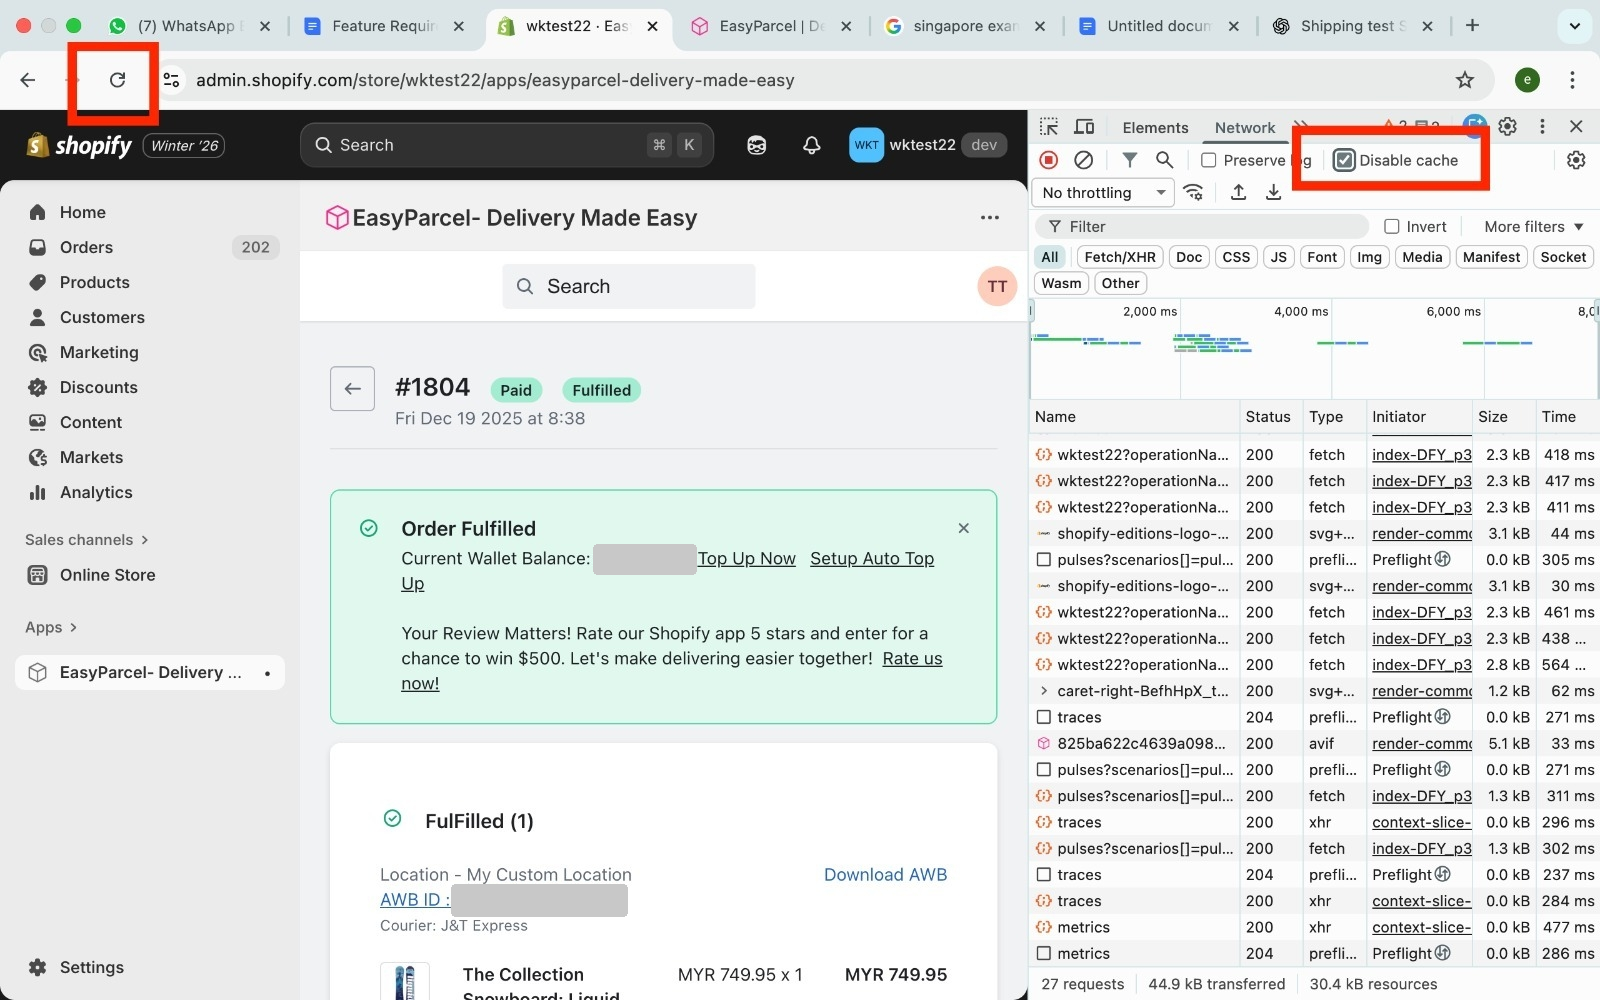 (7) WhatsApp
Feature Requir
wktest22 · Eas
EasyParcel | De
singapore exan
Untitled docum
Shipping test S
admin.shopify.com/store/wktest22/apps/easyparcel-delivery-made-easy
e
shopify
Winter '26
Search
⌘ K
WKT
wktest22
dev
Home
Orders
202
Products
Customers
Marketing
Discounts
Content
Markets
Analytics
Sales channels
Online Store
Apps
EasyParcel- Delivery ...
Settings
EasyParcel- Delivery Made Easy
Search
TT
#1804
Paid
Fulfilled
Fri Dec 19 2025 at 8:38
Order Fulfilled
Current Wallet Balance: Top Up Now Setup Auto Top
Up
Your Review Matters! Rate our Shopify app 5 stars and enter for a
chance to win $500. Let's make delivering easier together! Rate us
now!
FulFilled (1)
Location - My Custom Location
Download AWB
AWB ID :
Courier: J&T Express
The Collection
Snowboard: Liquid
MYR 749.95 x 1
MYR 749.95
Elements
Network
Preserve log
Disable cache
No throttling
Filter
Invert
More filters
All
Fetch/XHR
Doc
CSS
JS
Font
Img
Media
Manifest
Socket
Wasm
Other
2,000 ms
4,000 ms
6,000 ms
8,0
Name Status Type Initiator Size Time
wktest22?operationNa... 200 fetch index-DFY_p3 2.3 kB 418 ms
wktest22?operationNa... 200 fetch index-DFY_p3 2.3 kB 417 ms
wktest22?operationNa... 200 fetch index-DFY_p3 2.3 kB 411 ms
shopify-editions-logo-... 200 svg+... render-commo 3.1 kB 44 ms
pulses?scenarios[]=pul... 200 prefli... Preflight 0.0 kB 305 ms
shopify-editions-logo-... 200 svg+... render-commo 3.1 kB 30 ms
wktest22?operationNa... 200 fetch index-DFY_p3 2.3 kB 461 ms
wktest22?operationNa... 200 fetch index-DFY_p3 2.3 kB 438 ...
wktest22?operationNa... 200 fetch index-DFY_p3 2.8 kB 564 ...
caret-right-BefhHpX_t... 200 svg+... render-commo 1.2 kB 62 ms
traces 204 prefli... Preflight 0.0 kB 271 ms
825ba622c4639a098... 200 avif render-commo 5.1 kB 33 ms
pulses?scenarios[]=pul... 200 prefli... Preflight 0.0 kB 271 ms
pulses?scenarios[]=pul... 200 fetch index-DFY_p3 1.3 kB 311 ms
traces 200 xhr context-slice- 0.0 kB 296 ms
pulses?scenarios[]=pul... 200 fetch index-DFY_p3 1.3 kB 302 ms
traces 204 prefli... Preflight 0.0 kB 237 ms
traces 200 xhr context-slice- 0.0 kB 284 ms
metrics 200 xhr context-slice- 0.0 kB 477 ms
metrics 204 prefli... Preflight 0.0 kB 286 ms
27 requests
44.9 kB transferred
30.4 kB resources